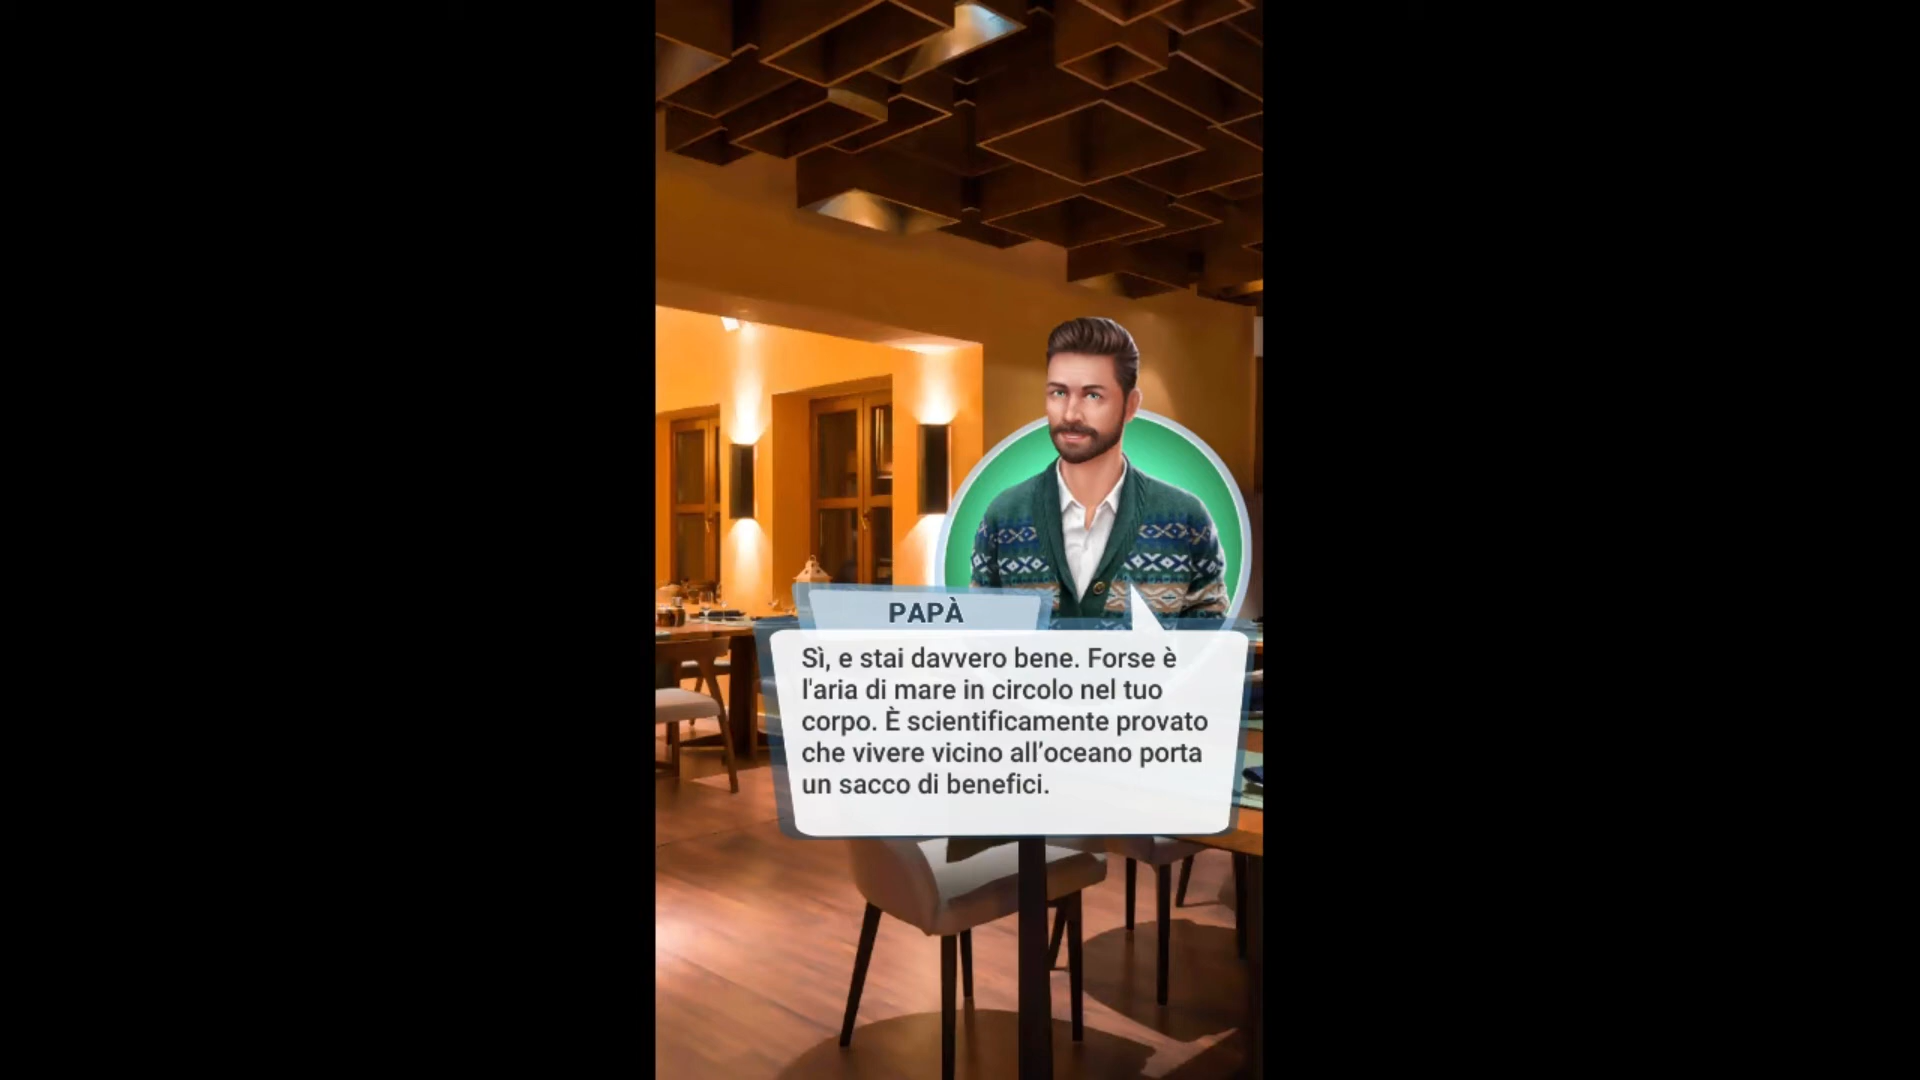 PAPÀ
Sì, e stai davvero bene. Forse è
l'aria di mare in circolo nel tuo
corpo. È scientificamente provato
che vivere vicino all’oceano porta
un sacco di benefici.